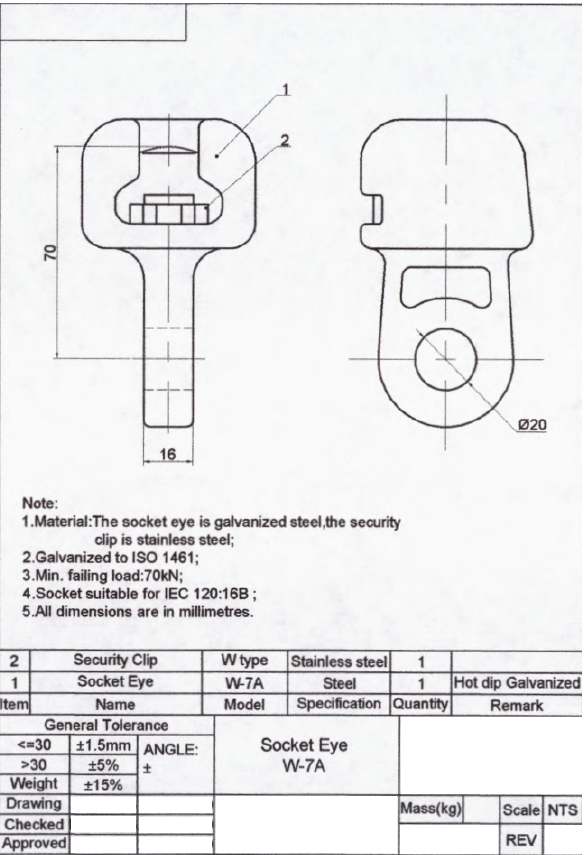 1
2
70
16
Ø20
Note:
1.Material:The socket eye is galvanized steel,the security
clip is stainless steel;
2.Galvanized to ISO 1461;
3.Min. failing load:70kN;
4.Socket suitable for IEC 120:16B ;
5.All dimensions are in millimetres.
2 Security Clip W type Stainless steel 1
1 Socket Eye W-7A Steel 1 Hot dip Galvanized
Item Name Model Specification Quantity Remark
General Tolerance
<=30 ±1.5mm ANGLE:
>30 ±5% ±
Weight ±15%
Socket Eye
W-7A
Drawing
Checked
Approved
Mass(kg) Scale NTS
REV